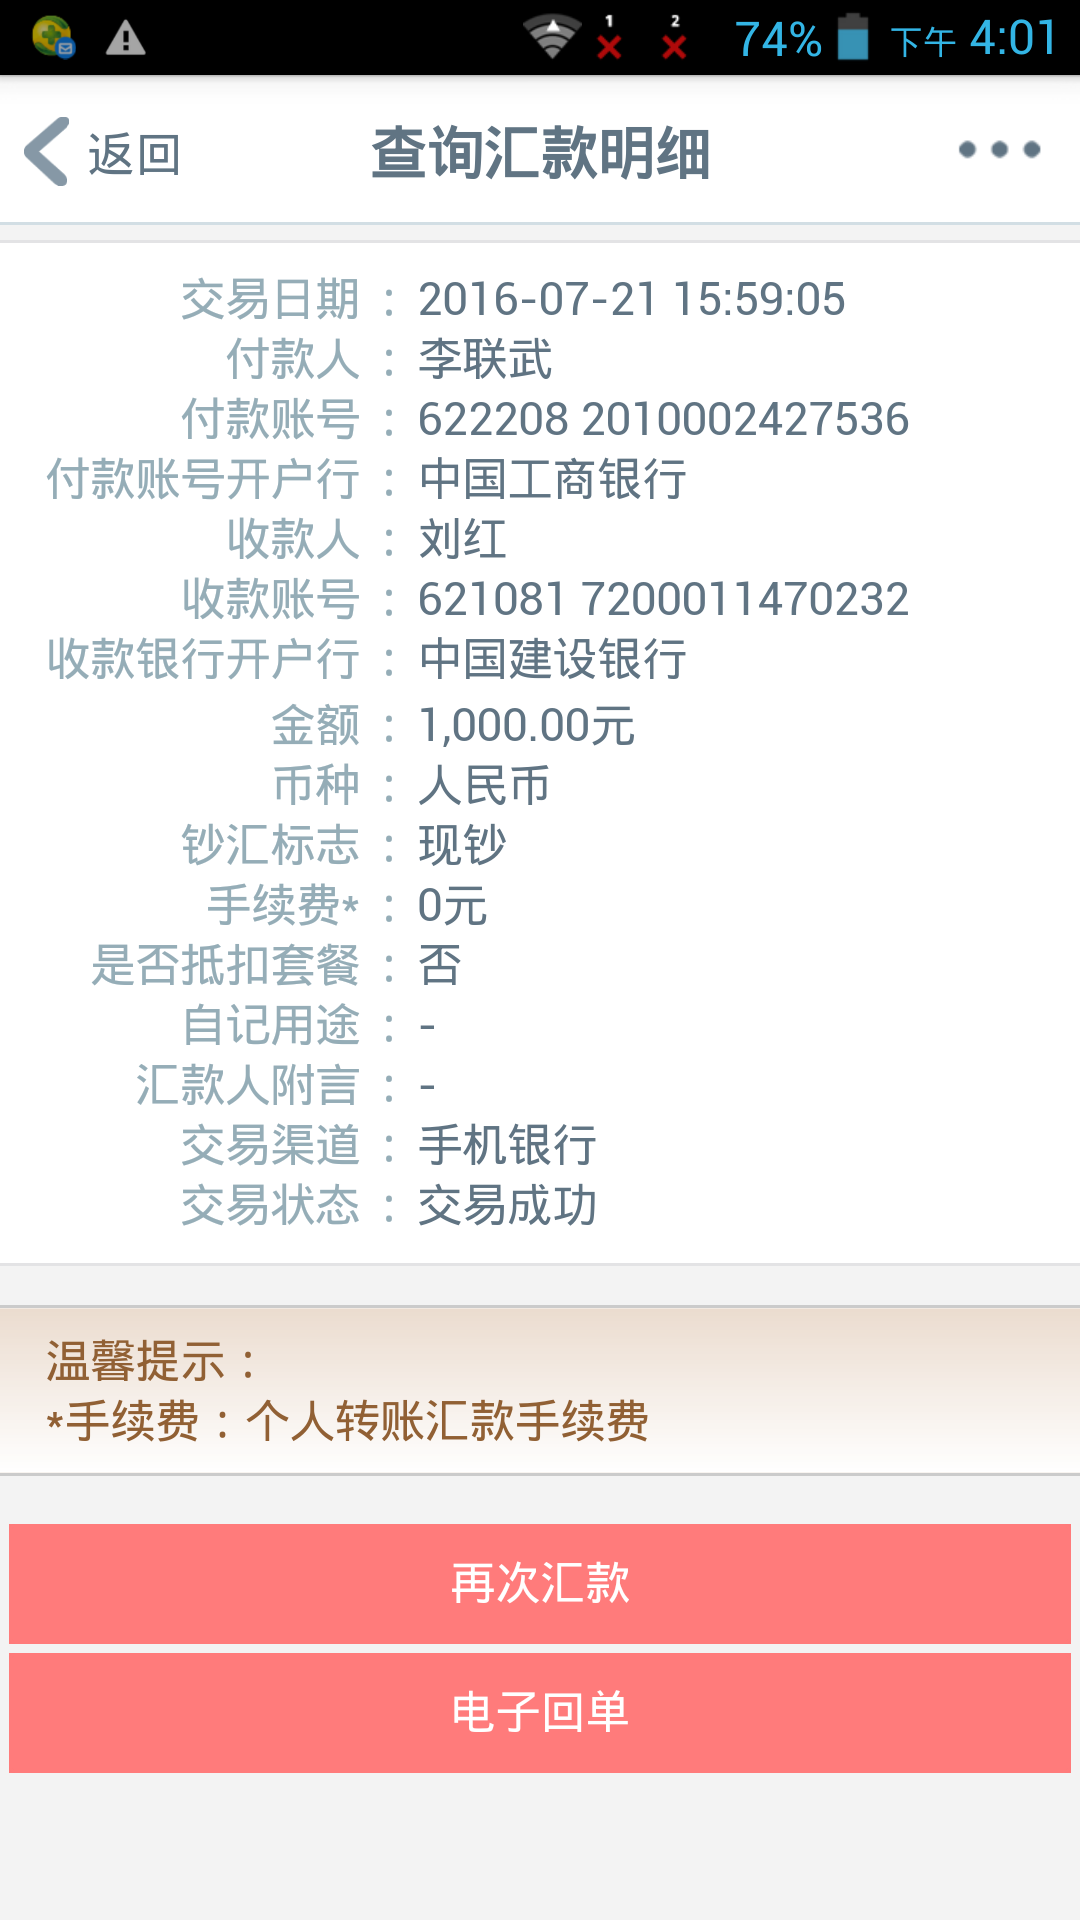 1 2 74% 下午 4:01
返回 查询汇款明细
交易日期 : 2016-07-21 15:59:05
付款人 : 李联武
付款账号 : 622208 2010002427536
付款账号开户行 : 中国工商银行
收款人 : 刘红
收款账号 : 621081 7200011470232
收款银行开户行 : 中国建设银行
金额 : 1,000.00元
币种 : 人民币
钞汇标志 : 现钞
手续费* : 0元
是否抵扣套餐 : 否
自记用途 : -
汇款人附言 : -
交易渠道 : 手机银行
交易状态 : 交易成功
温馨提示：
*手续费：个人转账汇款手续费
再次汇款
电子回单